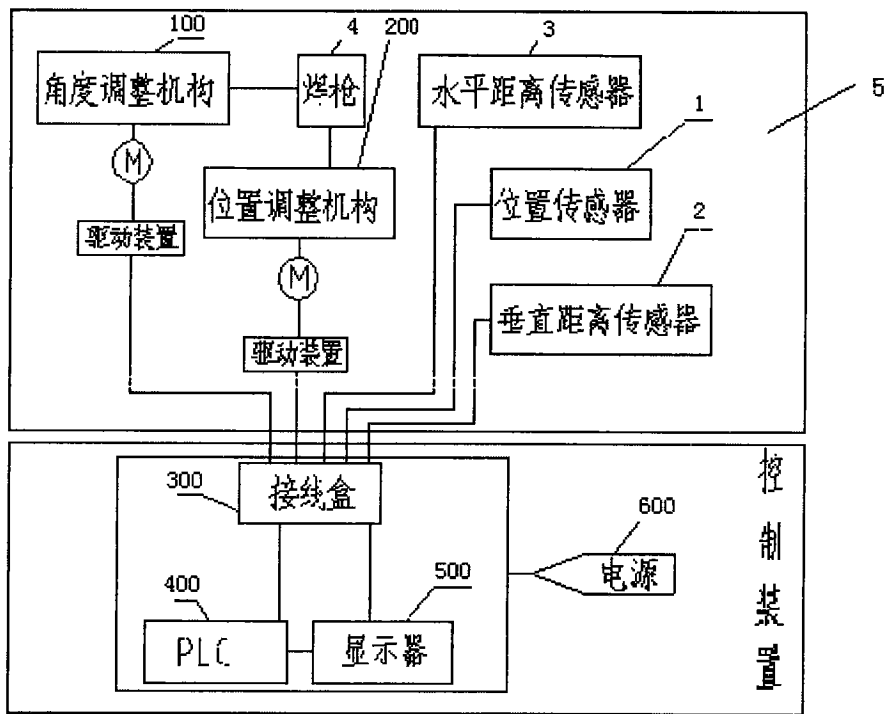 100
4
200
3
角度调整机构
焊枪
水平距离传感器
5
1
M
位置调整机构
位置传感器
驱动装置
2
M
垂直距离传感器
驱动装置
300
接线盒
控制装置
600
电源
400
500
PLC
显示器